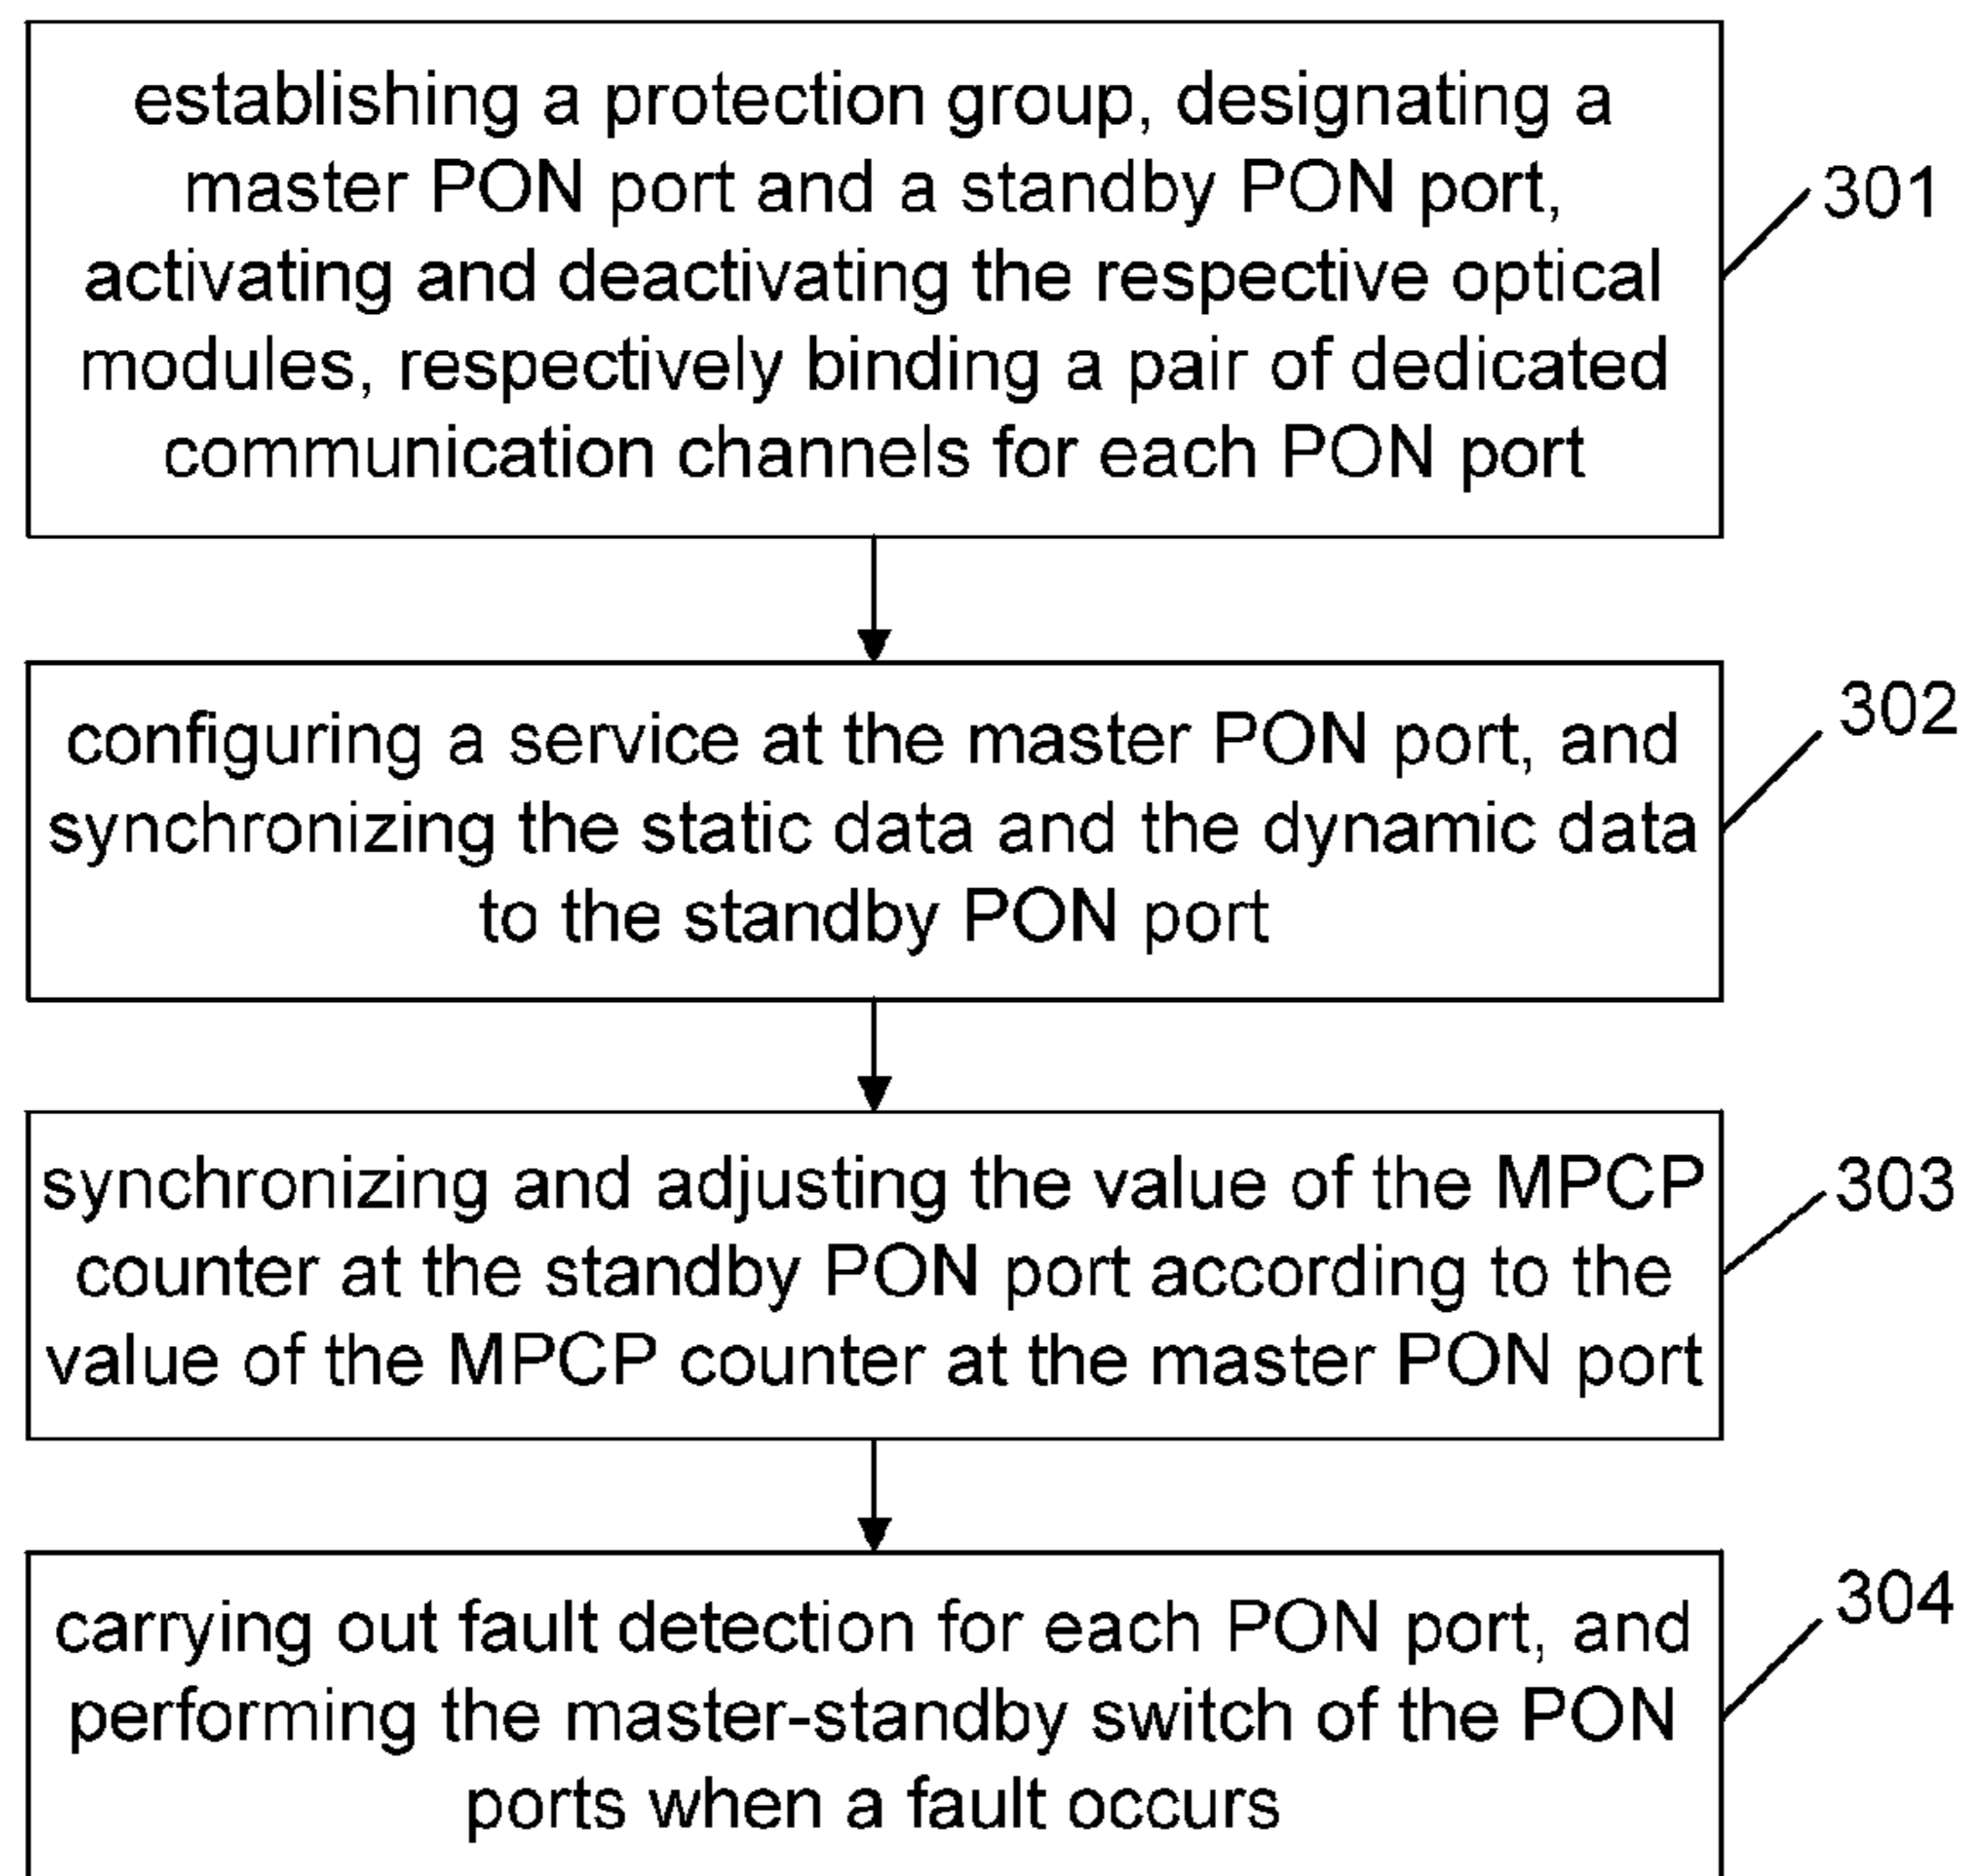 establishing a protection group, designating a
master PON port and a standby PON port,
activating and deactivating the respective optical
modules, respectively binding a pair of dedicated
communication channels for each PON port
301
configuring a service at the master PON port, and
synchronizing the static data and the dynamic data
to the standby PON port
302
synchronizing and adjusting the value of the MPCP
counter at the standby PON port according to the
value of the MPCP counter at the master PON port
303
carrying out fault detection for each PON port, and
performing the master-standby switch of the PON
ports when a fault occurs
304